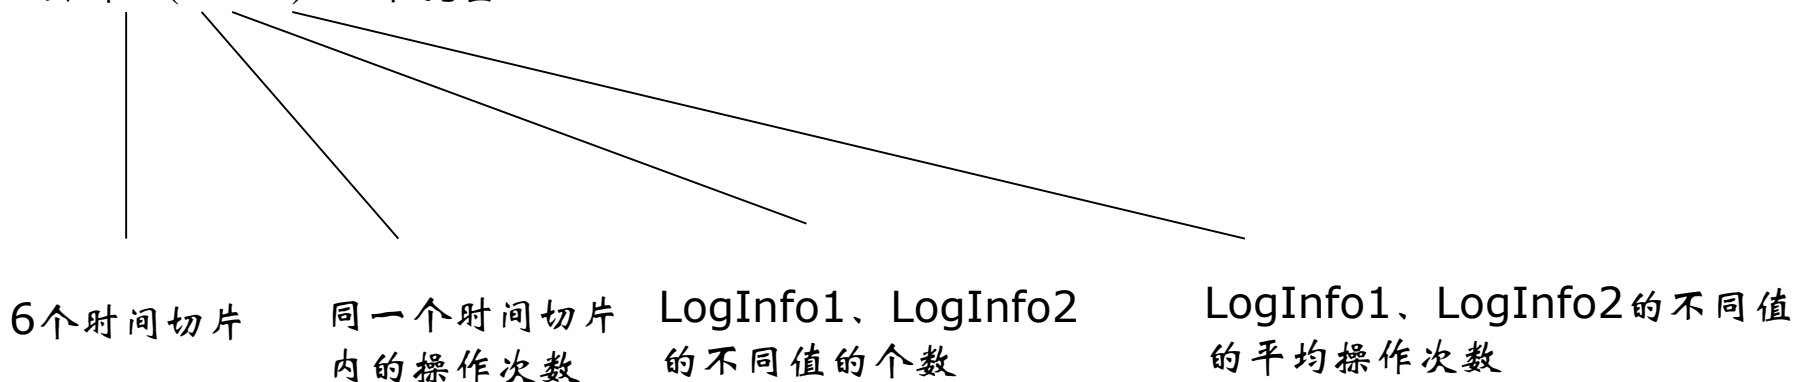 6个时间切片
同一个时间切片
内的操作次数
LogInfo1、LogInfo2
的不同值的个数
LogInfo1、LogInfo2的不同值
的平均操作次数